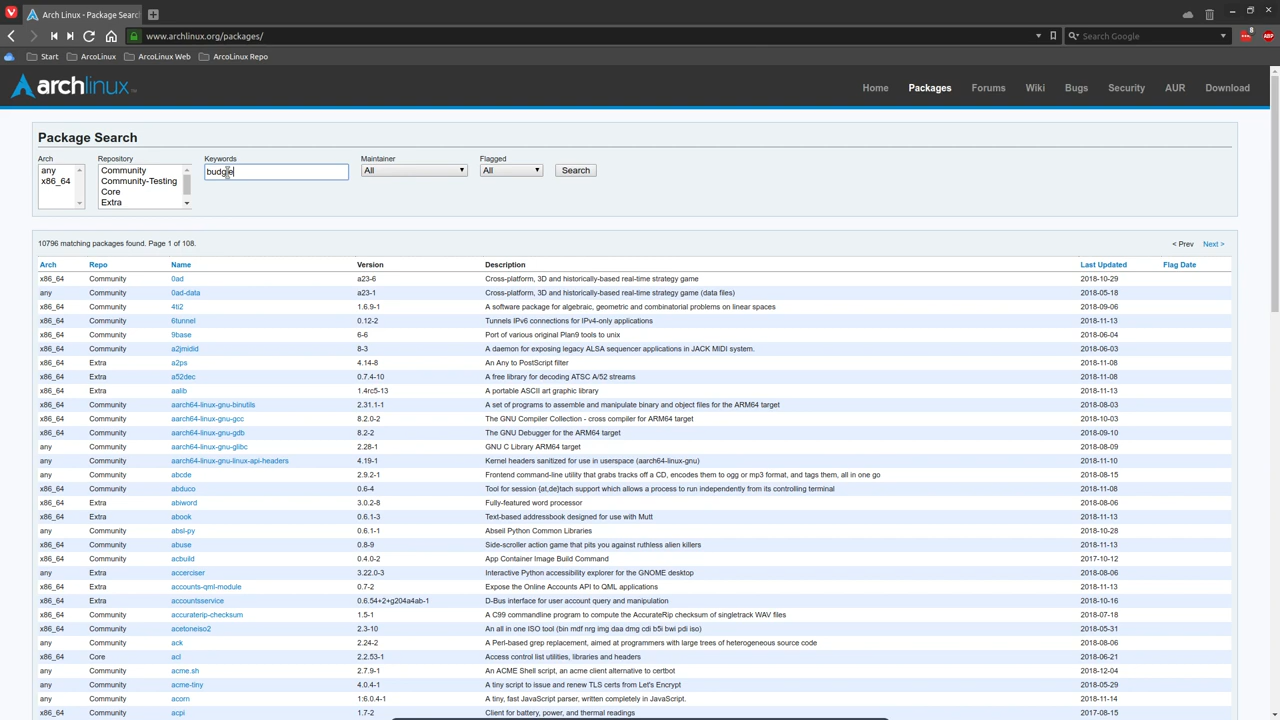 Arch Linux - Package Searc
www.archlinux.org/packages/
Search Google
8
ABP
Start ArcoLinux ArcoLinux Web ArcoLinux Repo
archlinux
Home Packages Forums Wiki Bugs Security AUR Download
Package Search
Arch Repository Keywords Maintainer Flagged
any Community budgie All All Search
x86_64 Community-Testing
Core
Extra
10796 matching packages found. Page 1 of 108. < Prev Next >
Arch Repo Name Version Description Last Updated Flag Date
x86_64 Community 0ad a23-6 Cross-platform, 3D and historically-based real-time strategy game 2018-10-29
any Community 0ad-data a23-1 Cross-platform, 3D and historically-based real-time strategy game (data files) 2018-05-18
x86_64 Community 4ti2 1.6.9-1 A software package for algebraic, geometric and combinatorial problems on linear spaces 2018-09-06
x86_64 Community 6tunnel 0.12-2 Tunnels IPv6 connections for IPv4-only applications 2018-11-13
x86_64 Community 9base 6-6 Port of various original Plan9 tools to unix 2018-06-04
x86_64 Community a2jmidid 8-3 A daemon for exposing legacy ALSA sequencer applications in JACK MIDI system. 2018-06-03
x86_64 Extra a2ps 4.14-8 An Any to PostScript filter 2018-11-08
x86_64 Extra a52dec 0.7.4-10 A free library for decoding ATSC A/52 streams 2018-11-08
x86_64 Extra aalib 1.4rc5-13 A portable ASCII art graphic library 2018-11-13
x86_64 Community aarch64-linux-gnu-binutils 2.31.1-1 A set of programs to assemble and manipulate binary and object files for the ARM64 target 2018-08-03
x86_64 Community aarch64-linux-gnu-gcc 8.2.0-2 The GNU Compiler Collection - cross compiler for ARM64 target 2018-10-03
x86_64 Community aarch64-linux-gnu-gdb 8.2-2 The GNU Debugger for the ARM64 target 2018-09-10
any Community aarch64-linux-gnu-glibc 2.28-1 GNU C Library ARM64 target 2018-08-09
any Community aarch64-linux-gnu-linux-api-headers 4.19-1 Kernel headers sanitized for use in userspace (aarch64-linux-gnu) 2018-11-10
any Community abcde 2.9.2-1 Frontend command-line utility that grabs tracks off a CD, encodes them to ogg or mp3 format, and tags them, all in one go 2018-08-15
x86_64 Community abduco 0.6-4 Tool for session {at,de}tach support which allows a process to run independently from its controlling terminal 2018-11-08
x86_64 Extra abiword 3.0.2-8 Fully-featured word processor 2018-08-06
x86_64 Extra abook 0.6.1-3 Text-based addressbook designed for use with Mutt 2018-11-13
any Community absl-py 0.6.1-1 Abseil Python Common Libraries 2018-10-28
x86_64 Community abuse 0.8-9 Side-scroller action game that pits you against ruthless alien killers 2018-11-13
x86_64 Community acbuild 0.4.0-2 App Container Image Build Command 2017-10-12
any Extra accerciser 3.22.0-3 Interactive Python accessibility explorer for the GNOME desktop 2018-08-06
x86_64 Community accounts-qml-module 0.7-2 Expose the Online Accounts API to QML applications 2018-11-13
x86_64 Extra accountsservice 0.6.54+2+g204a4ab-1 D-Bus interface for user account query and manipulation 2018-10-16
x86_64 Community accuraterip-checksum 1.5-1 A C99 commandline program to compute the AccurateRip checksum of singletrack WAV files 2018-07-18
x86_64 Community acetoneiso2 2.3-10 An all in one ISO tool (bin mdf nrg img daa dmg cdi b5i bwi pdi iso) 2018-05-31
any Community ack 2.24-2 A Perl-based grep replacement, aimed at programmers with large trees of heterogeneous source code 2018-08-06
x86_64 Core acl 2.2.53-1 Access control list utilities, libraries and headers 2018-06-21
any Community acme.sh 2.7.9-1 An ACME Shell script, an acme client alternative to certbot 2018-12-04
any Community acme-tiny 4.0.4-1 A tiny script to issue and renew TLS certs from Let's Encrypt 2018-05-29
any Community acorn 1:6.0.4-1 A tiny, fast JavaScript parser, written completely in JavaScript. 2018-11-14
x86_64 Community acpi 1.7-2 Client for battery, power, and thermal readings 2017-08-15